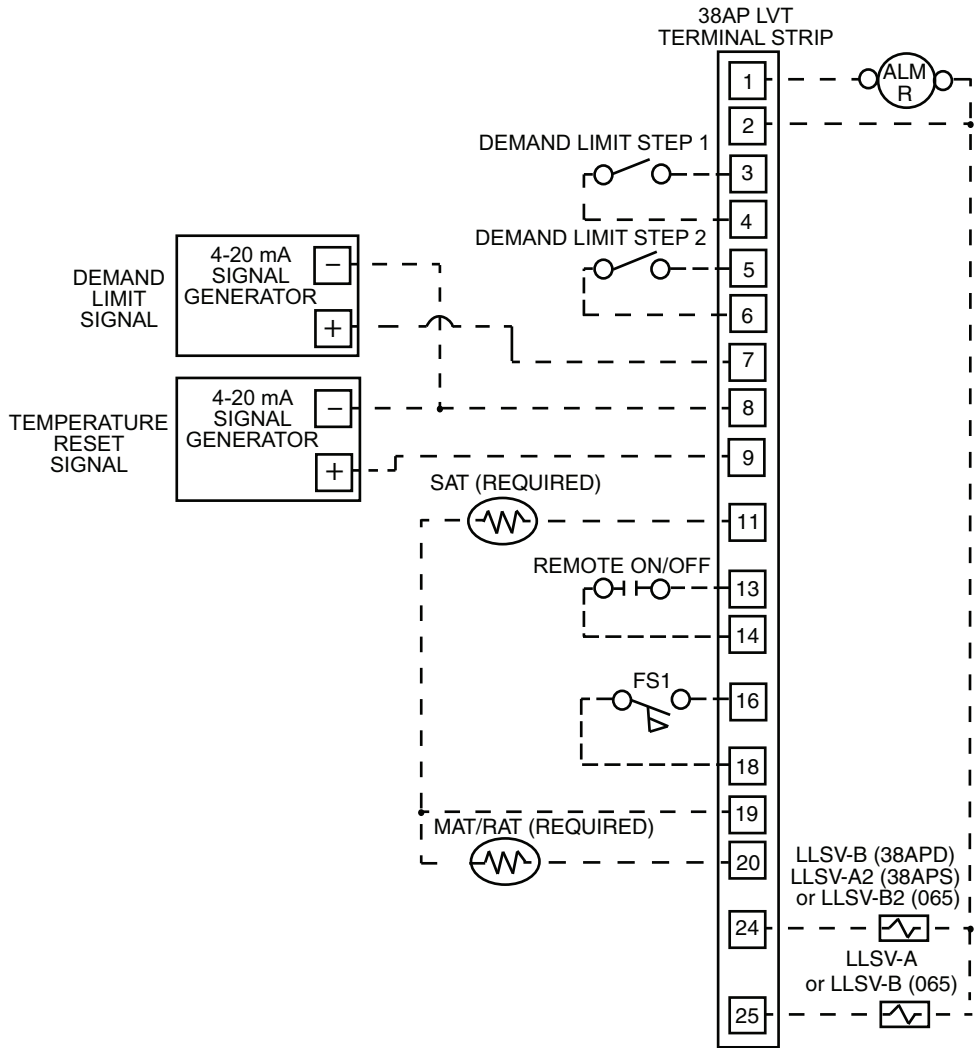 38AP LVT
TERMINAL STRIP
1
ALM
R
2
DEMAND LIMIT STEP 1
3
4
DEMAND LIMIT STEP 2
5
6
DEMAND
LIMIT
SIGNAL
4-20 mA
SIGNAL
GENERATOR
−
+
7
TEMPERATURE
RESET
SIGNAL
4-20 mA
SIGNAL
GENERATOR
−
+
8
9
SAT (REQUIRED)
11
REMOTE ON/OFF
13
14
FS1
16
18
19
MAT/RAT (REQUIRED)
20
LLSV-B (38APD)
LLSV-A2 (38APS)
or LLSV-B2 (065)
24
LLSV-A
or LLSV-B (065)
25